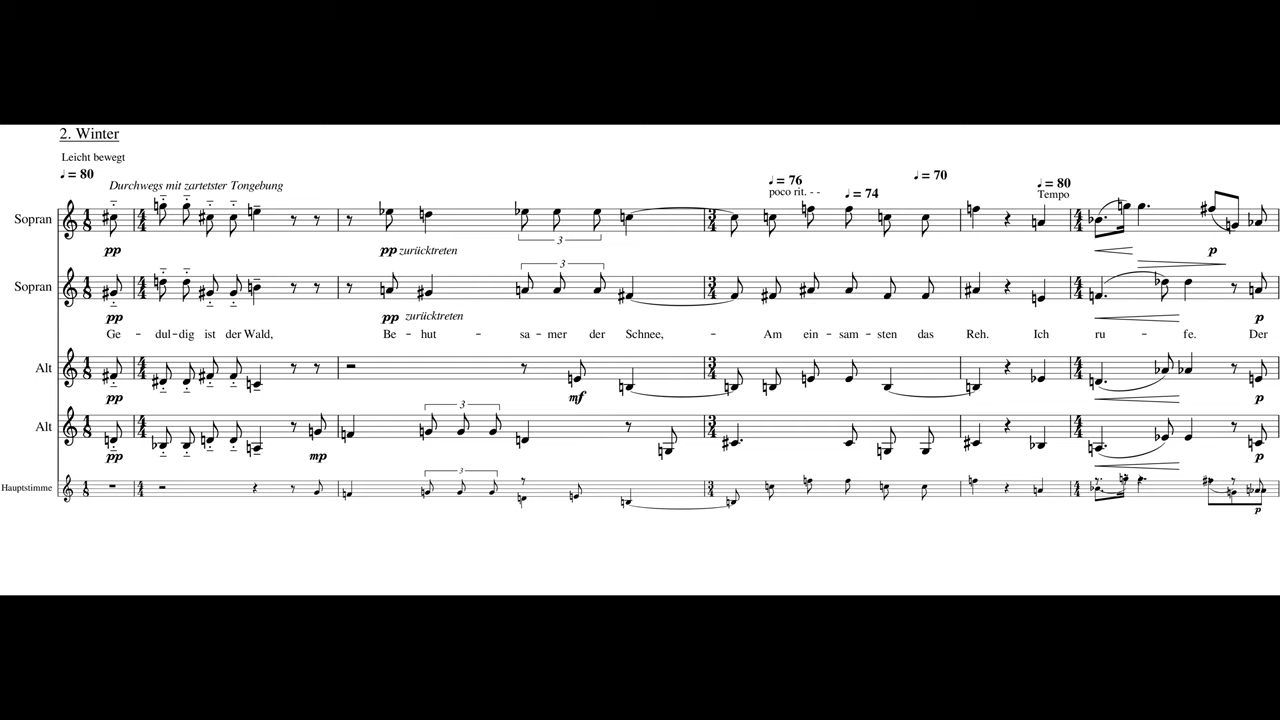 2. Winter
Leicht bewegt
♩= 80
Durchwegs mit zartetster Tongebung
♩= 76
poco rit. - -
♩= 74
♩= 70
♩= 80
Tempo
Sopran
3
pp
pp zurücktreten
p
Sopran
3
pp
pp zurücktreten
p
Ge - dul - dig ist der Wald, Be - hut - sa - mer der Schnee, - Am ein - sam - sten das Reh. Ich ru - fe. Der
Alt
pp
mf
p
Alt
3
pp
mp
p
Hauptstimme
3
p